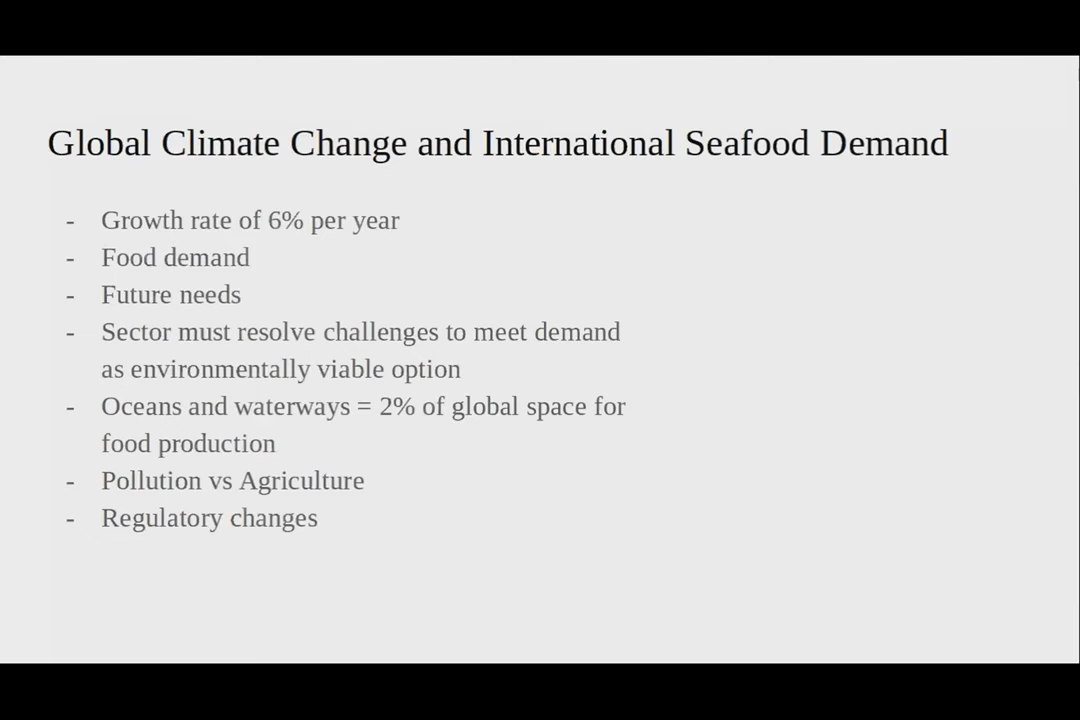 Global Climate Change and International Seafood Demand
- Growth rate of 6% per year
- Food demand
- Future needs
- Sector must resolve challenges to meet demand
as environmentally viable option
- Oceans and waterways = 2% of global space for
food production
- Pollution vs Agriculture
- Regulatory changes